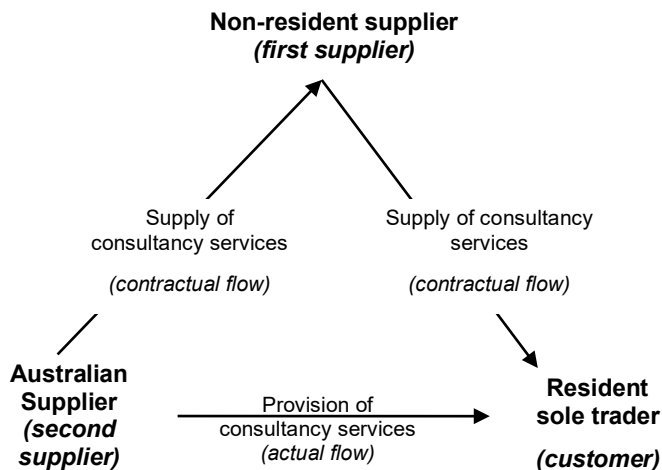 Non-resident supplier
(first supplier)
Supply of
consultancy services
(contractual flow)
Supply of consultancy
services
(contractual flow)
Australian
Supplier
(second
supplier)
Provision of
consultancy services
(actual flow)
Resident
sole trader
(customer)